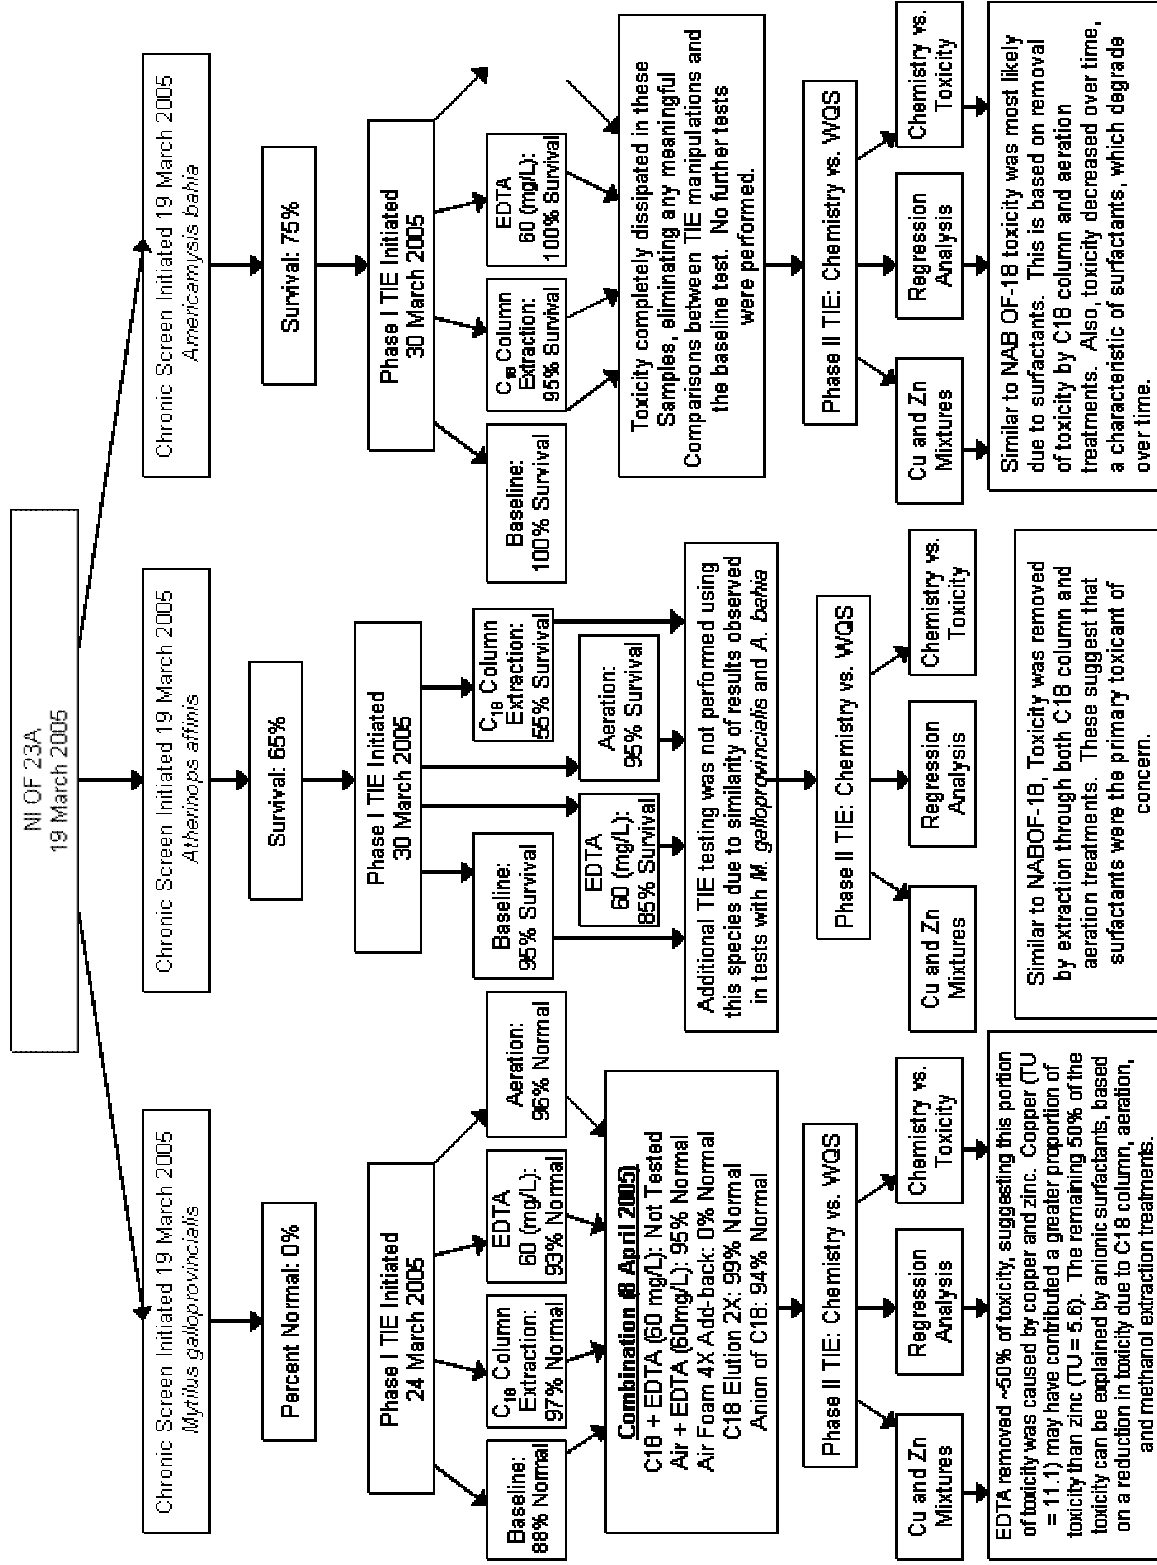 NI OF 23A
19 March 2005
Chronic Screen Initiated 19 March 2005
Mytilus galloprovincialis
Percent Normal: 0%
Phase I TIE Initiated
24 March 2005
Baseline:
88% Normal
C18 Column
Extraction:
97% Normal
EDTA
60 (mg/L):
93% Normal
Aeration:
96% Normal
Combination (8 April 2005)
C18 + EDTA (60 mg/L): Not Tested
Air + EDTA (60mg/L): 95% Normal
Air Foam 4X Add-back: 0% Normal
C18 Elution 2X: 99% Normal
Anion of C18: 94% Normal
Phase II TIE: Chemistry vs. WQS
Cu and Zn
Mixtures
Regression
Analysis
Chemistry vs.
Toxicity
EDTA removed ~50% of toxicity, suggesting this portion
of toxicity was caused by copper and zinc. Copper (TU
= 11.1) may have contributed a greater proportion of
toxicity than zinc (TU = 5.6). The remaining 50% of the
toxicity can be explained by anionic surfactants, based
on a reduction in toxicity due to C18 column, aeration,
and methanol extraction treatments.
Chronic Screen Initiated 19 March 2005
Atherinops affinis
Survival: 65%
Phase I TIE Initiated
30 March 2005
Baseline:
95% Survival
EDTA
60 (mg/L):
85% Survival
Aeration:
95% Survival
C18 Column
Extraction:
55% Survival
Additional TIE testing was not performed using
this species due to similarity of results observed
in tests with M. galloprovincialis and A. bahia
Phase II TIE: Chemistry vs. WQS
Cu and Zn
Mixtures
Regression
Analysis
Chemistry vs.
Toxicity
Similar to NABOF-18, Toxicity was removed
by extraction through both C18 column and
aeration treatments. These suggest that
surfactants were the primary toxicant of
concern.
Chronic Screen Initiated 19 March 2005
Americamysis bahia
Survival: 75%
Phase I TIE Initiated
30 March 2005
Baseline:
100% Survival
C18 Column
Extraction:
95% Survival
EDTA
60 (mg/L):
100% Survival
Toxicity completely dissipated in these
Samples, eliminating any meaningful
Comparisons between TIE manipulations and
the baseline test. No further tests
were performed.
Phase II TIE: Chemistry vs. WQS
Cu and Zn
Mixtures
Regression
Analysis
Chemistry vs.
Toxicity
Similar to NAB OF-18 toxicity was most likely
due to surfactants. This is based on removal
of toxicity by C18 column and aeration
treatments. Also, toxicity decreased over time,
a characteristic of surfactants, which degrade
over time.